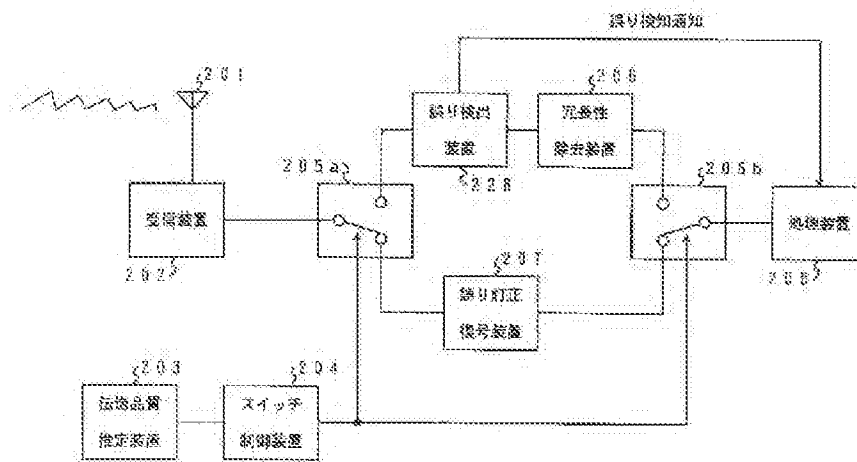 誤り検知通知
201
206
誤り検出
装置
冗長性
除去装置
205a
228
205b
受信装置
処理装置
202
207
誤り訂正
復号装置
203
204
伝搬品質
推定装置
スイッチ
制御装置